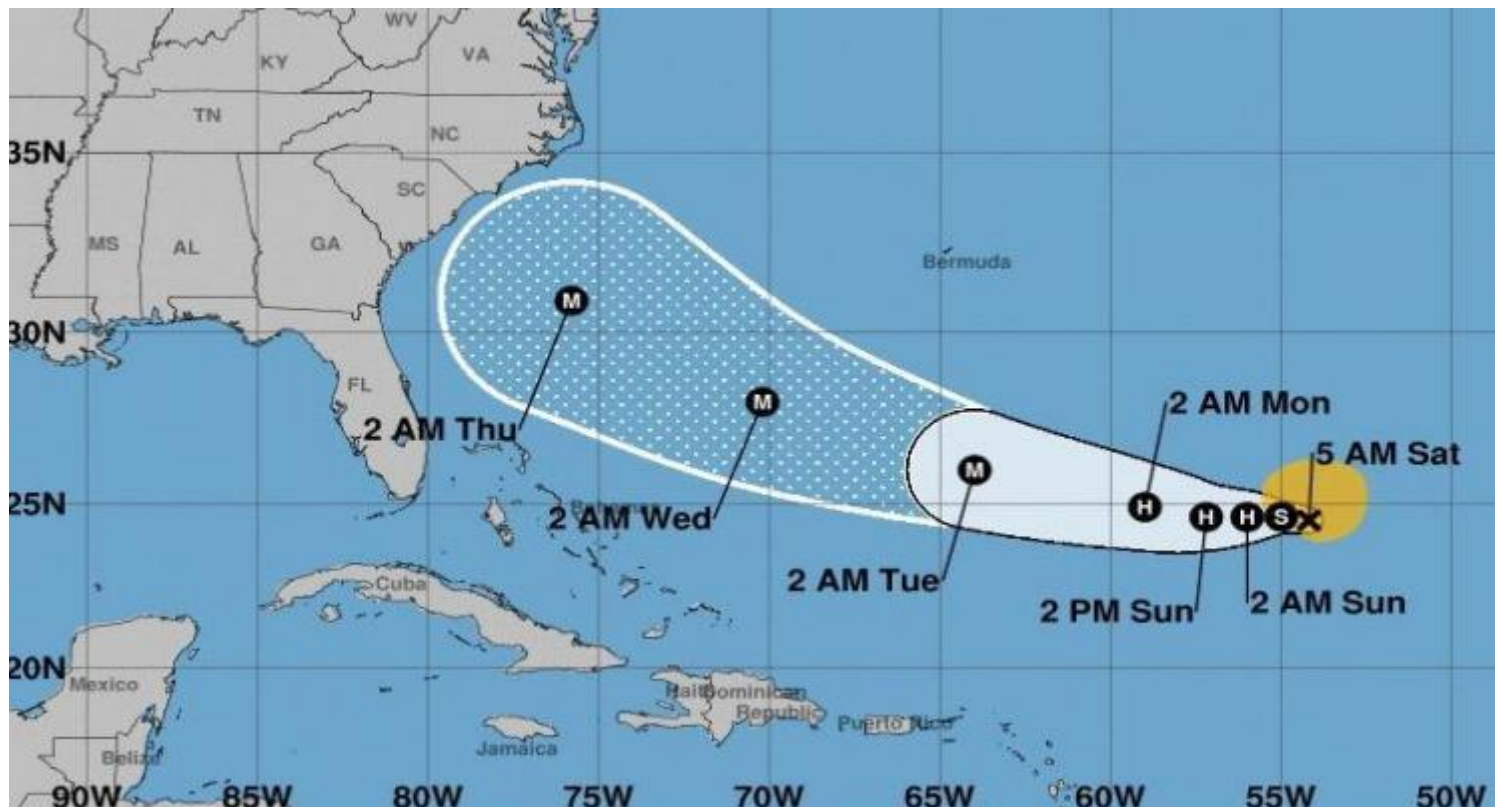 WV
KY
VA
TN
NC
35N
SC
MS
AL
GA
Bermuda
M
30N
FL
M
2 AM Mon
2 AM Thu
5 AM Sat
M
25N
H
H
H
S
2 AM Wed
2 AM Tue
Cuba
2 PM Sun
2 AM Sun
20N
Mexico
Haiti
Dominican
Republic
Puerto Rico
Jamaica
Belize
90W
85W
80W
75W
70W
65W
60W
55W
50W